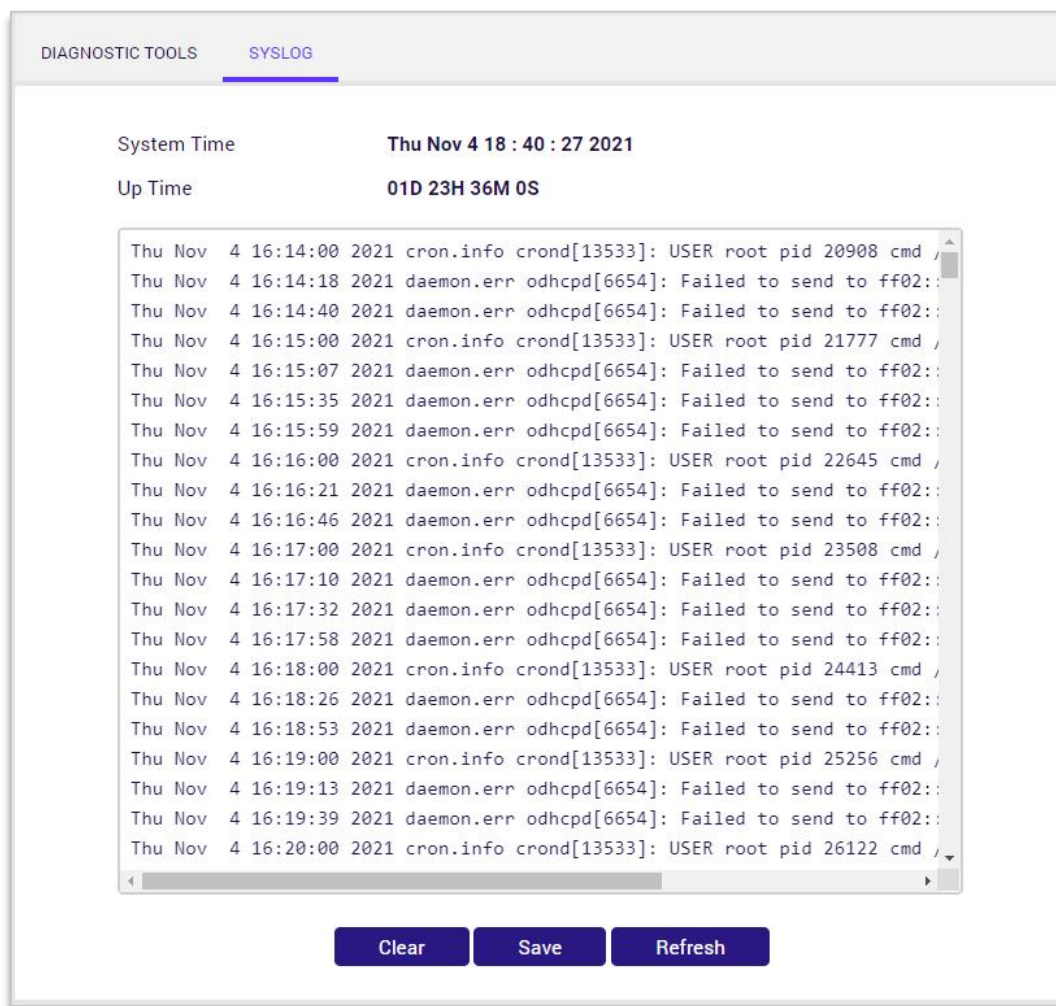 DIAGNOSTIC TOOLS SYSLOG
System Time Thu Nov 4 18 : 40 : 27 2021
Up Time 01D 23H 36M 0S
Thu Nov  4 16:14:00 2021 cron.info crond[13533]: USER root pid 20908 cmd /
Thu Nov  4 16:14:18 2021 daemon.err odhcpd[6654]: Failed to send to ff02::
Thu Nov  4 16:14:40 2021 daemon.err odhcpd[6654]: Failed to send to ff02::
Thu Nov  4 16:15:00 2021 cron.info crond[13533]: USER root pid 21777 cmd /
Thu Nov  4 16:15:07 2021 daemon.err odhcpd[6654]: Failed to send to ff02::
Thu Nov  4 16:15:35 2021 daemon.err odhcpd[6654]: Failed to send to ff02::
Thu Nov  4 16:15:59 2021 daemon.err odhcpd[6654]: Failed to send to ff02::
Thu Nov  4 16:16:00 2021 cron.info crond[13533]: USER root pid 22645 cmd /
Thu Nov  4 16:16:21 2021 daemon.err odhcpd[6654]: Failed to send to ff02::
Thu Nov  4 16:16:46 2021 daemon.err odhcpd[6654]: Failed to send to ff02::
Thu Nov  4 16:17:00 2021 cron.info crond[13533]: USER root pid 23508 cmd /
Thu Nov  4 16:17:10 2021 daemon.err odhcpd[6654]: Failed to send to ff02::
Thu Nov  4 16:17:32 2021 daemon.err odhcpd[6654]: Failed to send to ff02::
Thu Nov  4 16:17:58 2021 daemon.err odhcpd[6654]: Failed to send to ff02::
Thu Nov  4 16:18:00 2021 cron.info crond[13533]: USER root pid 24413 cmd /
Thu Nov  4 16:18:26 2021 daemon.err odhcpd[6654]: Failed to send to ff02::
Thu Nov  4 16:18:53 2021 daemon.err odhcpd[6654]: Failed to send to ff02::
Thu Nov  4 16:19:00 2021 cron.info crond[13533]: USER root pid 25256 cmd /
Thu Nov  4 16:19:13 2021 daemon.err odhcpd[6654]: Failed to send to ff02::
Thu Nov  4 16:19:39 2021 daemon.err odhcpd[6654]: Failed to send to ff02::
Thu Nov  4 16:20:00 2021 cron.info crond[13533]: USER root pid 26122 cmd /
Clear Save Refresh